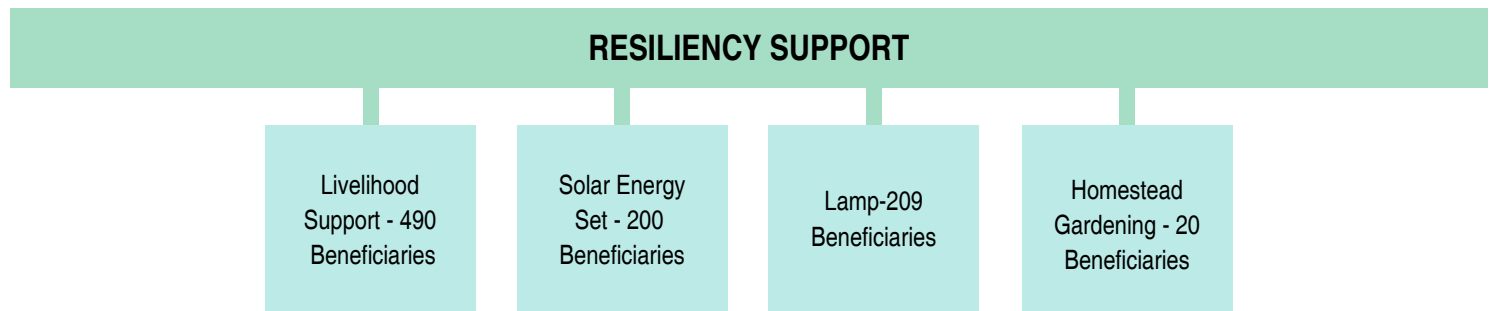 RESILIENCY SUPPORT
Livelihood
Support - 490
Beneficiaries
Solar Energy
Set - 200
Beneficiaries
Lamp-209
Beneficiaries
Homestead
Gardening - 20
Beneficiaries